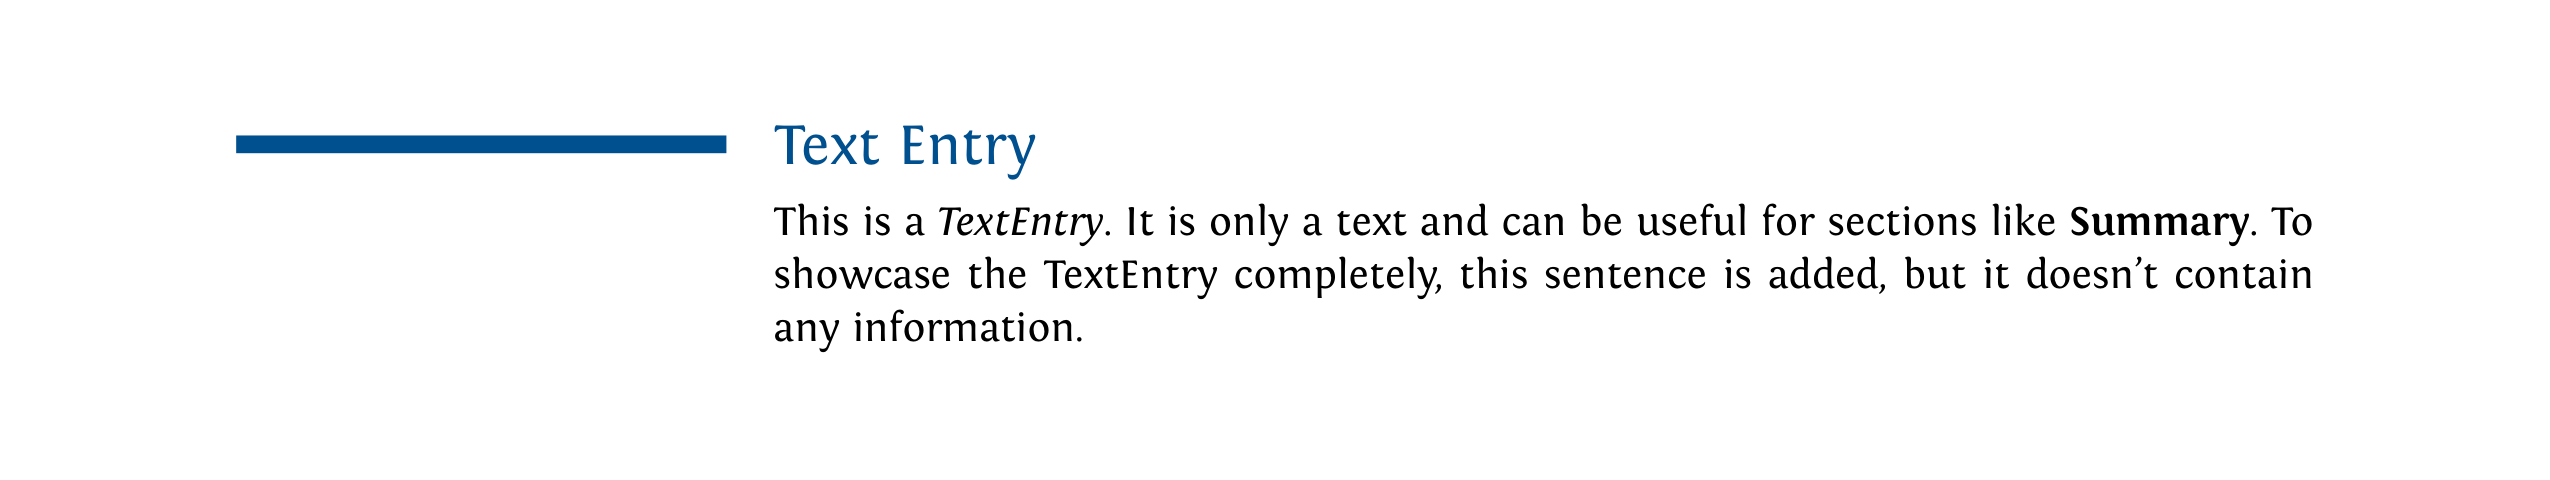 Text Entry
This is a TextEntry. It is only a text and can be useful for sections like Summary. To
showcase the TextEntry completely, this sentence is added, but it doesn’t contain
any information.